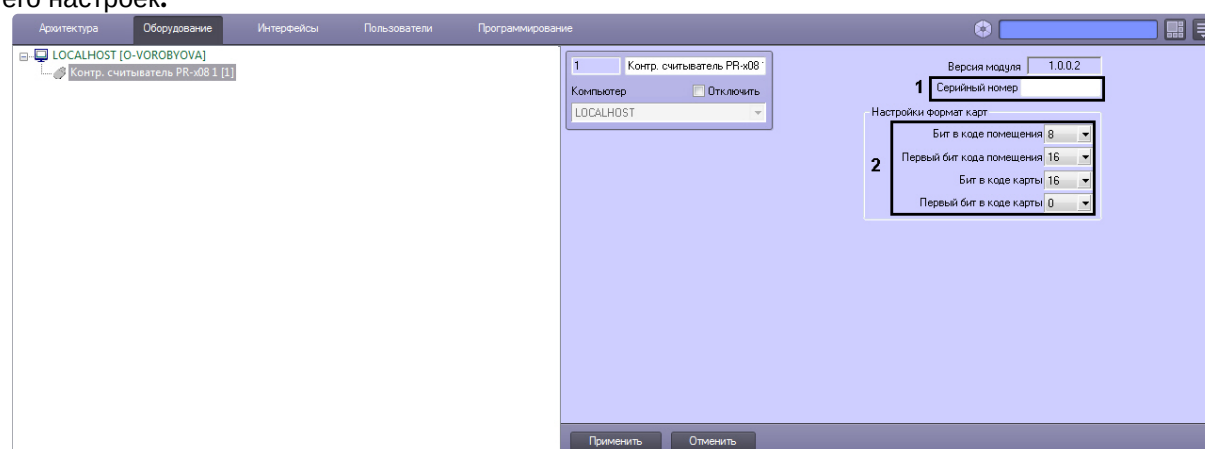 его настроек.
Архитектура Оборудование Интерфейсы Пользователи Программирование
LOCALHOST [O-VOROBYOVA]
Контр. считыватель PR-x08 1 [1]
1 Контр. считыватель PR-x08
Компьютер Отключить
LOCALHOST
Версия модуля 1.0.0.2
1 Серийный номер
Настройки формат карт
Бит в коде помещения 8
Первый бит кода помещения 16
2
Бит в коде карты 16
Первый бит в коде карты 0
Применить Отменить